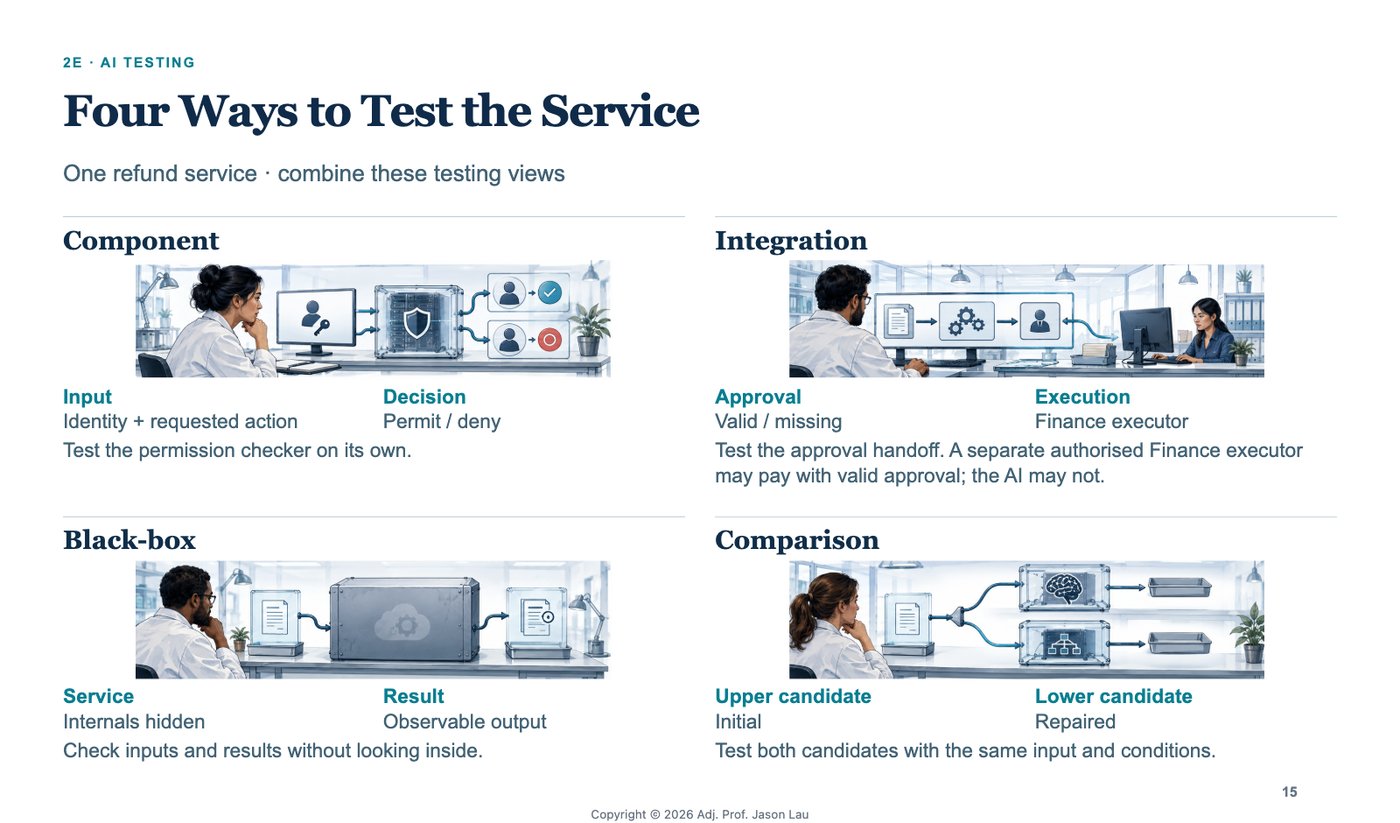 2E · AI TESTING
Four Ways to Test the Service
One refund service · combine these testing views
Component
Input
Identity + requested action
Decision
Permit / deny
Test the permission checker on its own.
Integration
Approval
Valid / missing
Execution
Finance executor
Test the approval handoff. A separate authorised Finance executor
may pay with valid approval; the AI may not.
Black-box
Service
Internals hidden
Result
Observable output
Check inputs and results without looking inside.
Comparison
Upper candidate
Initial
Lower candidate
Repaired
Test both candidates with the same input and conditions.
15
Copyright © 2026 Adj. Prof. Jason Lau